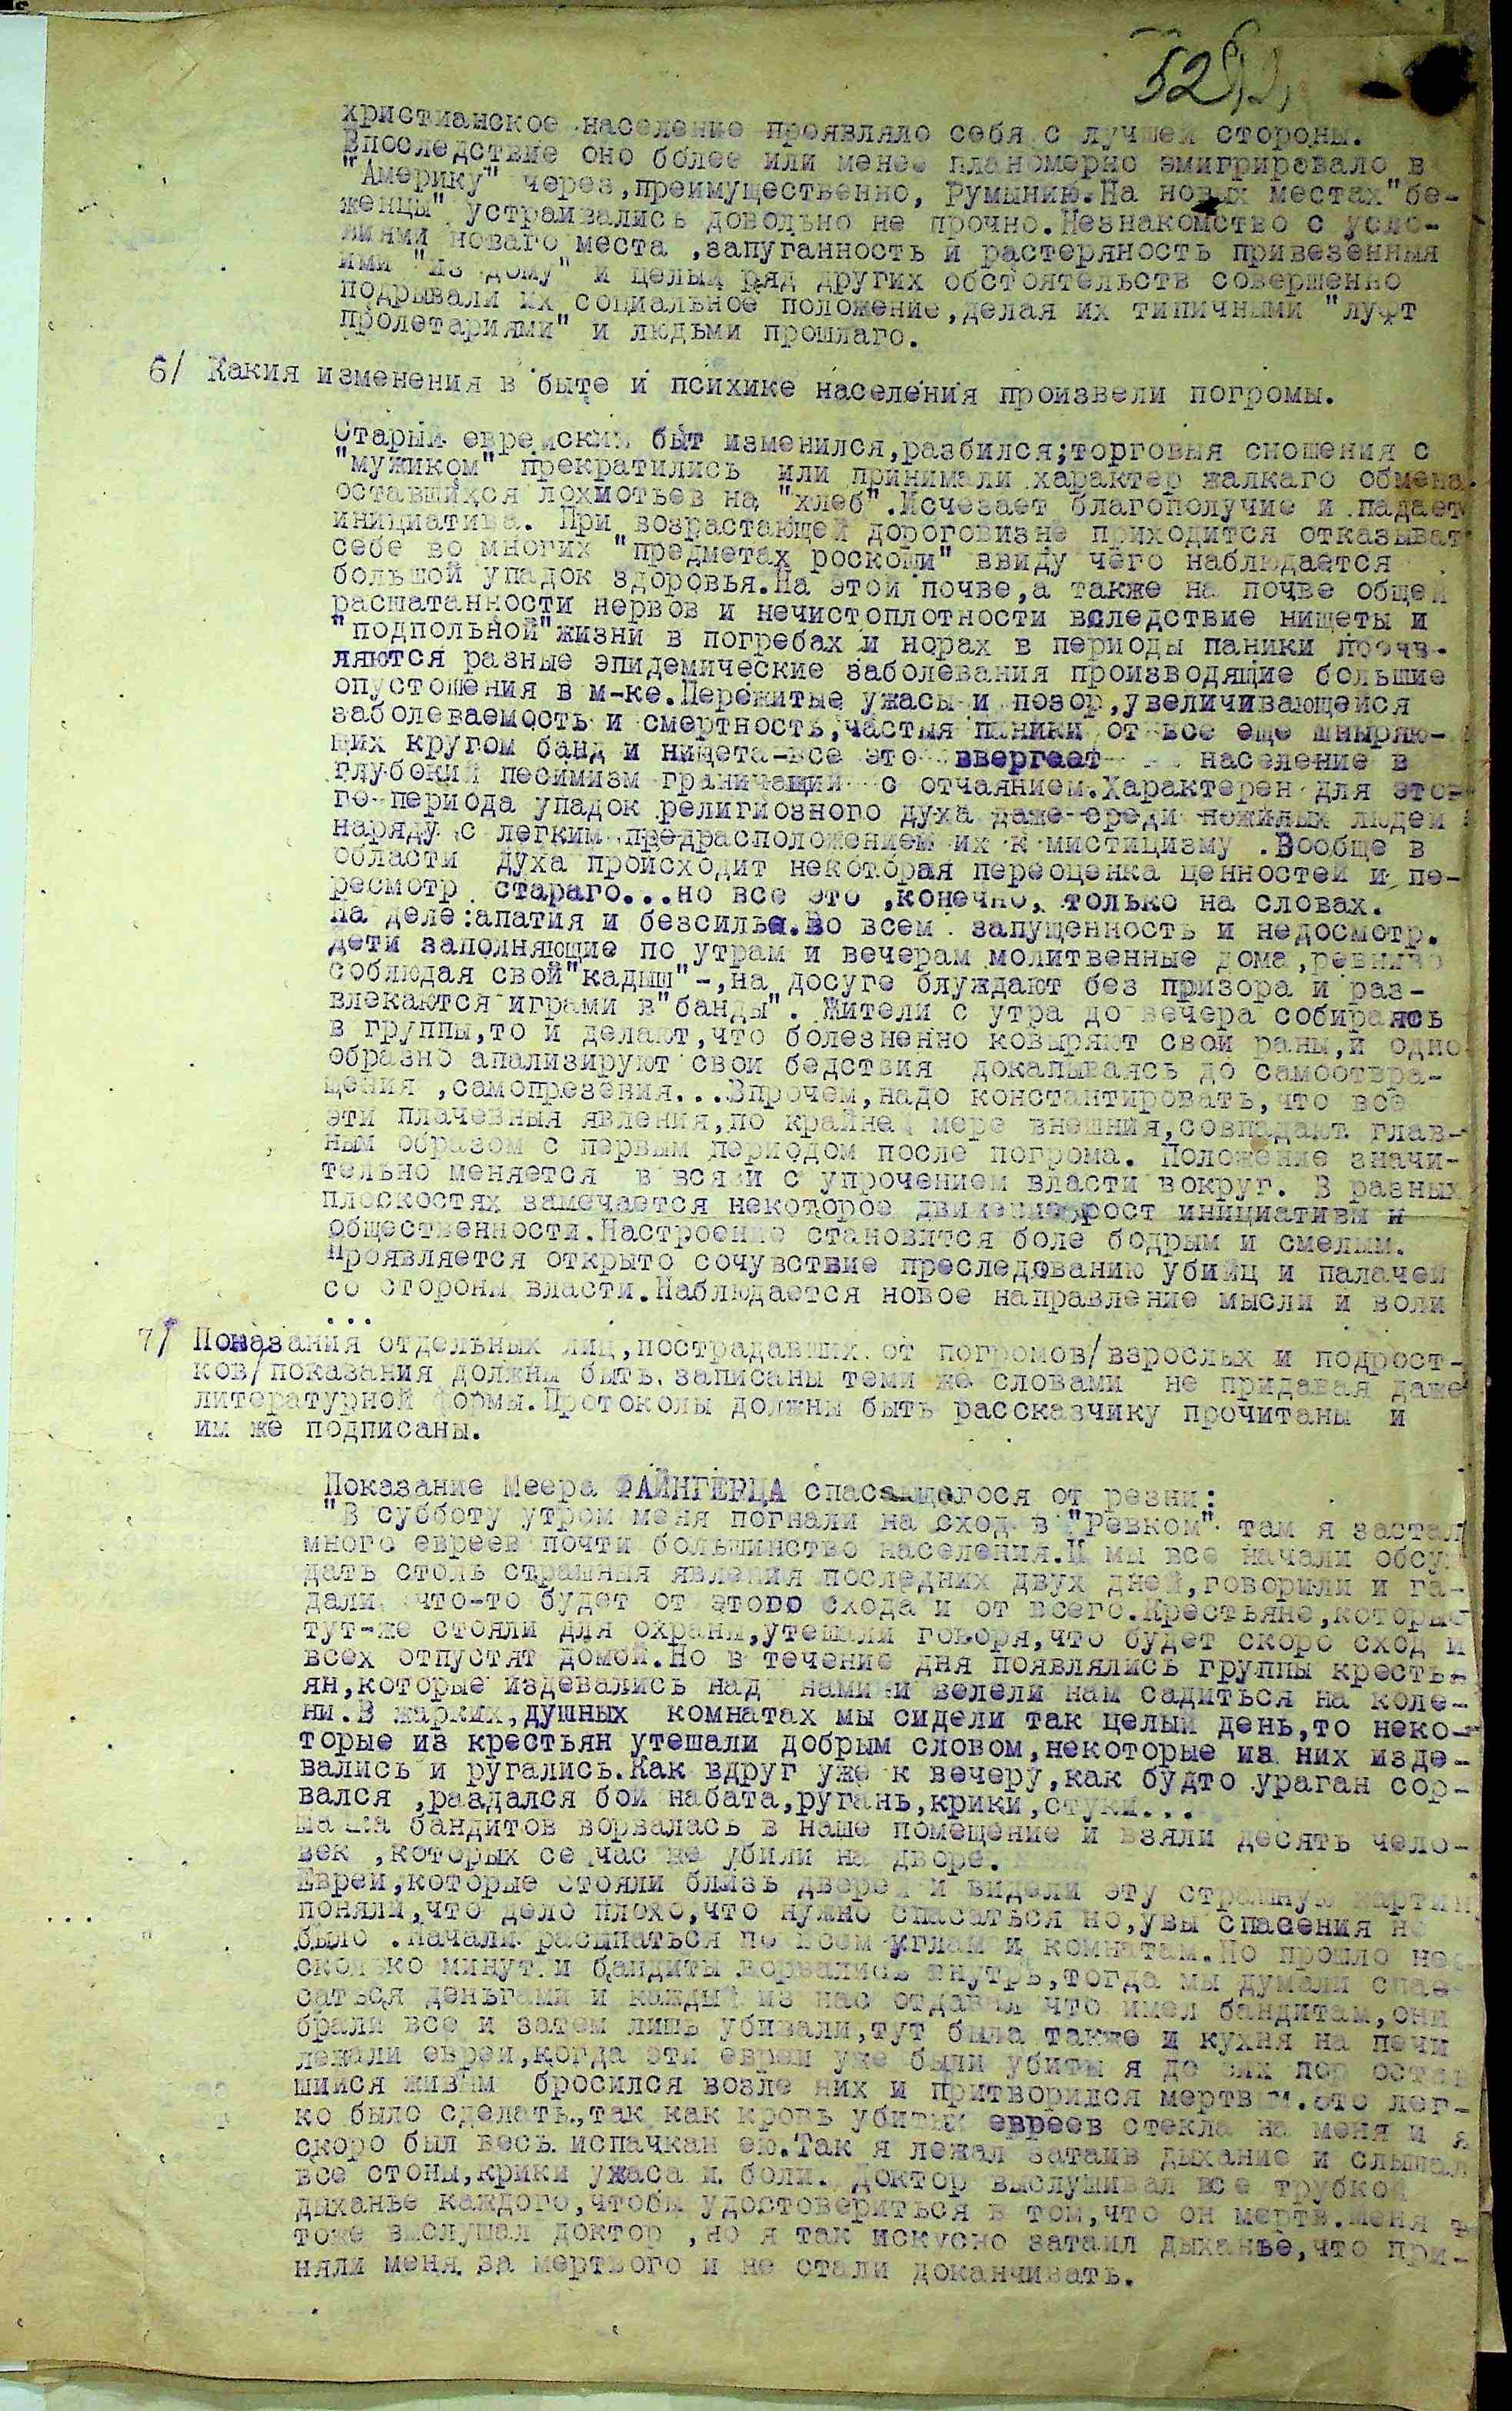 52
христианское население проявляло себя с лучшей стороны.
Впоследствие оно более или менее планомерно эмигрировало в
"Америку" через,преимущественно, Румынию.На новых местах "бе-
женцы" устраивались довольно не прочно.Незнакомство с усло-
виями новаго места ,запуганность и растеряность привезенныя
ими "из дому" и целый ряд других обстоятельств совершенно
подрывали их социальное положение,делая их типичными "луфт
пролетариями" и людьми прошлаго.
6/ Какия изменения в быте и психике населения произвели погромы.
Старый еврейский быт изменился,разбился;торговыя сношения с
"мужиком" прекратились или принимали характер жалкаго обмена
оставшихся лохмотьев на "хлеб".Исчезает благополучие и падает
инициатива. При возрастающей дороговизне приходится отказыват
себе во многих "предметах роскоши" ввиду чего наблюдается
большой упадок здоровья.На этой почве,а также на почве общей
расшатанности нервов и нечистоплотности вследствие нищеты и
"подпольной"жизни в погребах и норах в периоды паники появ-
ляются разные эпидемические заболевания производящие большие
опустошения в м-ке.Пережитые ужасы и позор,увеличивающейся
заболеваемость и смертность,частыя паники от все еще шныряю-
щих кругом банд и нищета-все это ввергает население в
глубокий песимизм граничащий с отчаянием.Характерен для это-
го периода упадок религиозного духа даже среди пожилых людей
наряду с легким предрасположением их к мистицизму .Вообще в
области духа происходит некоторая переоценка ценностей и пе-
ресмотр стараго...но все это ,конечно, только на словах.
На деле:апатия и безсилье.Во всем запущенность и недосмотр.
Дети заполняющие по утрам и вечерам молитвенные дома,ревниво
соблюдая свой"кадыш"-,на досуге блуждают без призора и раз-
влекаются играми в"банды". Жители с утра до вечера собираясь
в группы,то и делают,что болезненно ковыряют свои раны,и одно
образно анализируют свои бедствия докапываясь до самоотвра-
щения ,самопрезения...Впрочем,надо константировать,что все
эти плачевныя явления,по крайней мере внешния,совпадают глав-
ным образом с первым периодом после погрома. Положение значи-
тельно меняется в всязи с упрочением власти вокруг. В разных
плоскостях замечается некоторое движение,рост инициативы и
общественности.Настроение становится боле бодрым и смелым.
Проявляется открыто сочувствие преследованию убийц и палачей
со стороны власти.Наблюдается новое направление мысли и воли
...
7/ Показания отдельных лиц,пострадавших от погромов/взрослых и подрост-
ков/показания должны быть записаны теми же словами не придавая даже
литературной формы.Протоколы должны быть рассказчику прочитаны и
им же подписаны.
Показание Меера ФАЙНГЕРЦА спасавшегося от резни:
"В субботу утром меня погнали на сход в "Ревком" там я застал
много евреев почти большинство населения.И мы все начали обсу
дать столь страшныя явления последних двух дней,говорили и га-
дали что-то будет от этого схода и от всего.Крестьяне,которые
тут-же стояли для охраны,утешали говоря,что будет скоро сход и
всех отпустят домой.Но в течение дня появлялись группы кресть-
ян,которые издевались над нами и велели нам садиться на коле-
ни.В жарких,душных комнатах мы сидели так целый день,то неко-
торые из крестьян утешали добрым словом,некоторые из них изде-
вались и ругались.Как вдруг уже к вечеру,как будто ураган сор-
вался ,раздался бой набата,ругань,крики,стуки...
Шайка бандитов ворвалась в наше помещение и взяли десять чело-
век ,которых сейчас же убили на дворе.
Евреи,которые стояли близь дверей и видели эту страшную картин
поняли,что дело плохо,что нужно спасаться но,увы спасения не
было .Начали расыпаться по всем углам и комнатам.Но прошло нес
сколько минут и бандиты ворвались внутрь,тогда мы думали спас-
саться деньгами и каждый из нас отдавал что имел бандитам,они
брали все и затем лишь убивали,тут была также и кухня на печи
лежали евреи,когда эти евреи уже были убиты я до сих пор остав
шийся живым бросился возле них и притворился мертвым.Это лег-
ко было сделать.,так как кровь убитых евреев стекла на меня и я
скоро был весь испачкан ею.Так я лежал затаив дыхание и слышал
все стоны,крики ужаса и боли. Доктор выслушивал все трубкой
дыханье каждого,чтобы удостовериться в том,что он мертв.Меня
тоже выслушал доктор ,но я так искусно затаил дыханье,что при-
няли меня за мертвого и не стали доканчивать.